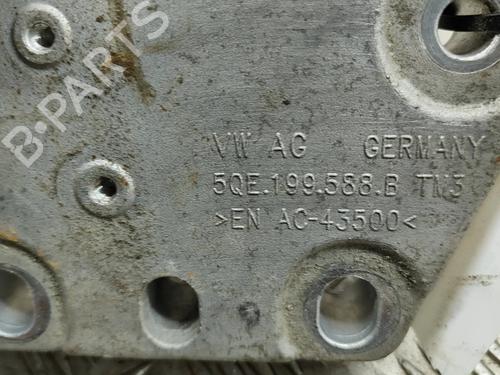 B-PARTS
VW AG GERMANY
5QE.199.588.B TM3
>EN AC-43500<